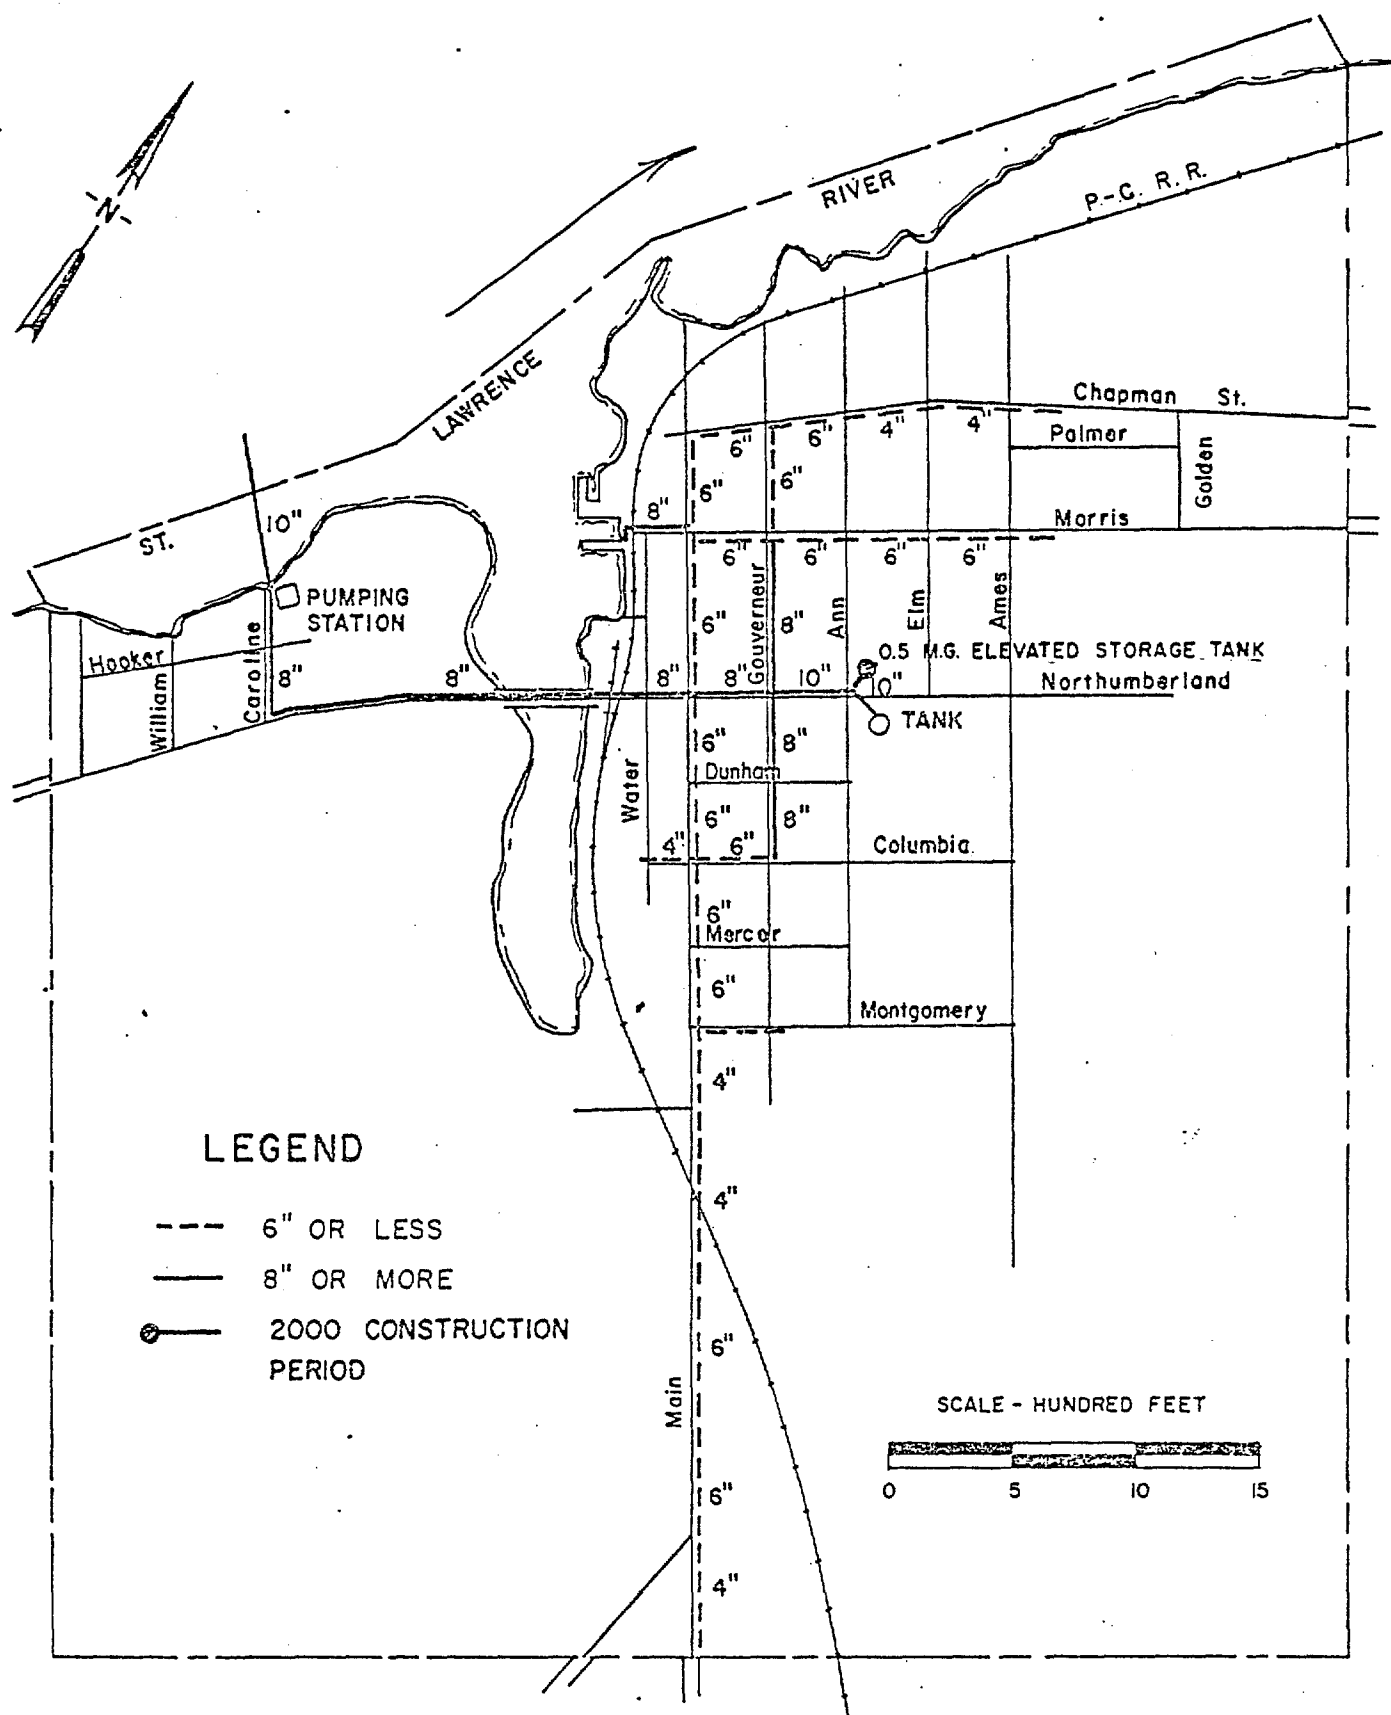 RIVER
P.-G. R. R.
N
LAWRENCE
Chapman St.
6" 6" 4" 4"
Palmer
Golden
6" 6"
8"
10"
Morris
ST.
6" 6" 6" 6"
PUMPING
STATION
6" 8"
Gouverneur
Ann
Elm
Ames
Hooker
William
Caroline
0.5 M.G. ELEVATED STORAGE TANK
8" 8" 8" 8" 10" 10"
Northumberland
TANK
6" 8"
Water
Dunham
6" 8"
4" 6"
Columbia
6"
Mercer
6"
Montgomery
4"
LEGEND
4"
6" OR LESS
8" OR MORE
2000 CONSTRUCTION
PERIOD
6"
Main
SCALE - HUNDRED FEET
6"
0 5 10 15
4"